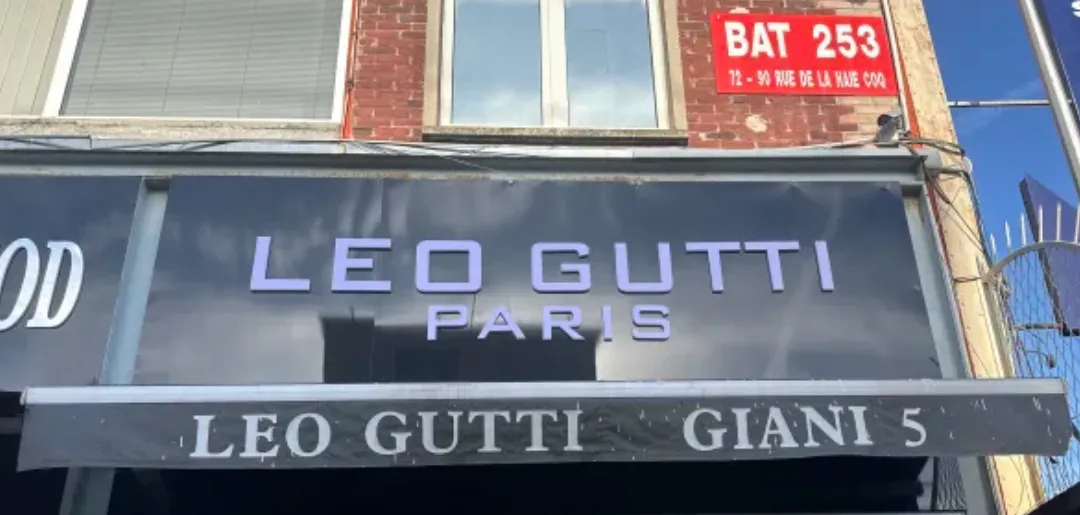 BAT 253
72 - 90 RUE DE LA HAIE COQ
LEO GUTTI
PARIS
LEO GUTTI GIANI 5